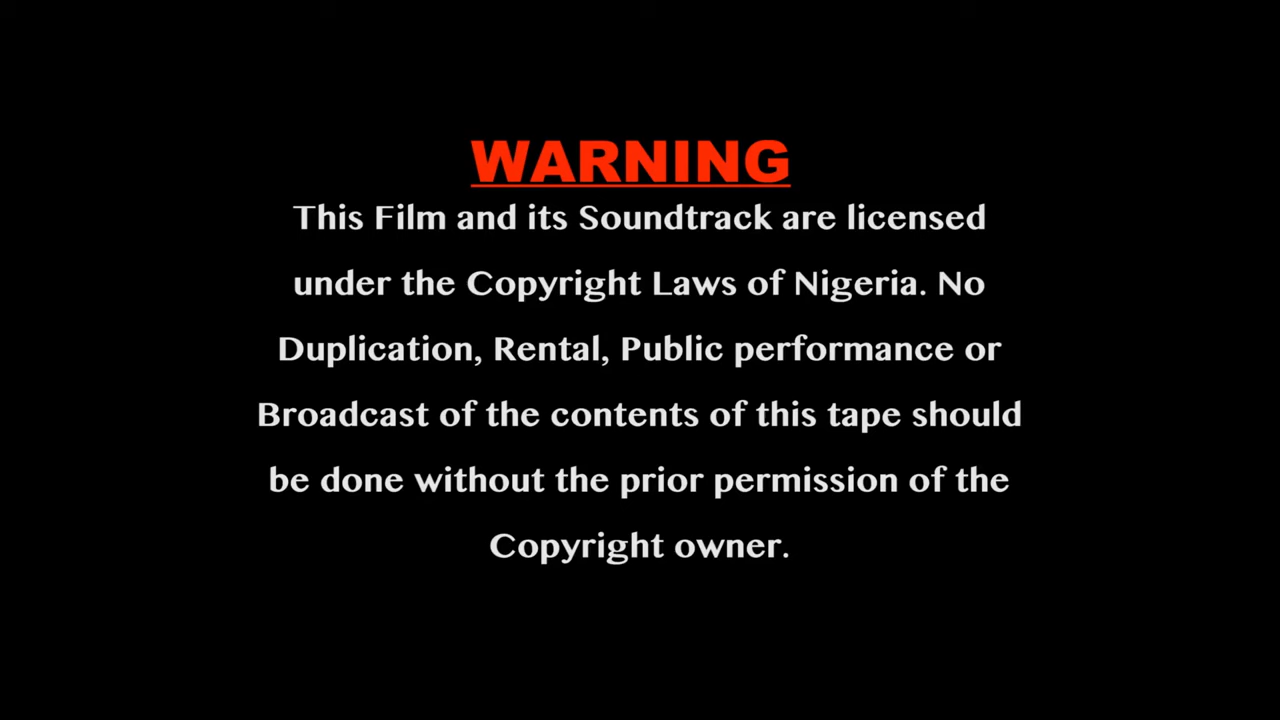 WARNING
This Film and its Soundtrack are licensed
under the Copyright Laws of Nigeria. No
Duplication, Rental, Public performance or
Broadcast of the contents of this tape should
be done without the prior permission of the
Copyright owner.